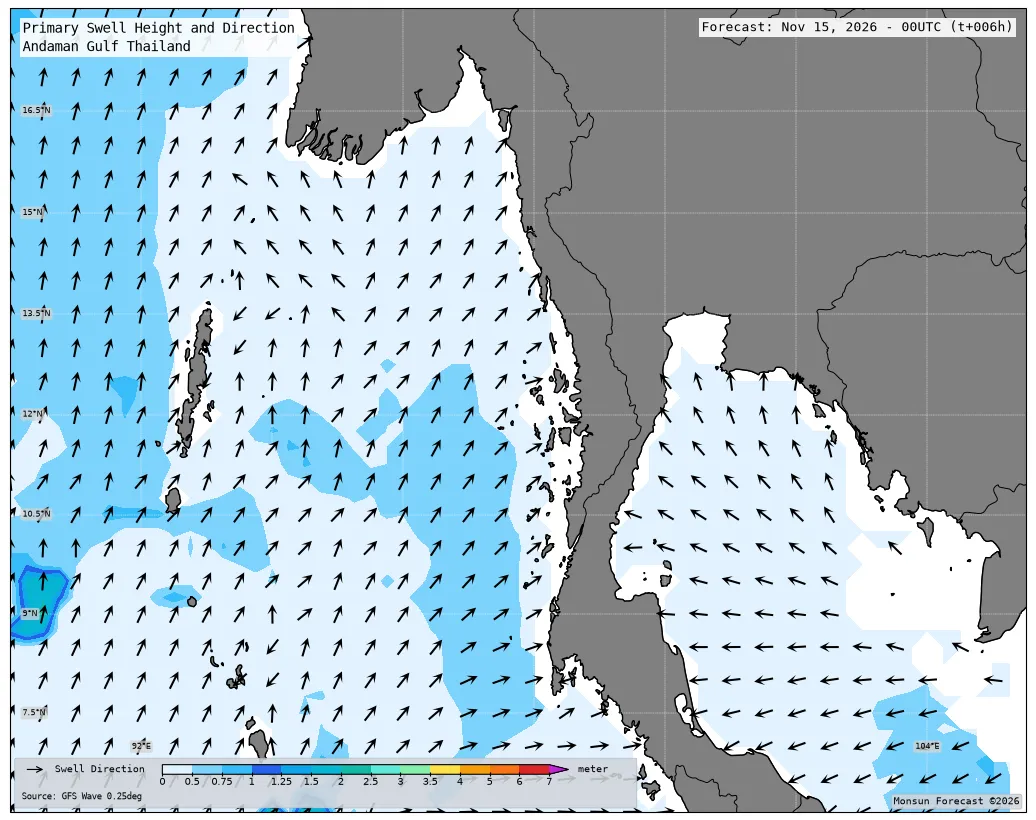 Primary Swell Height and Direction
Andaman Gulf Thailand
Forecast: Nov 15, 2026 - 00UTC (t+006h)
16.5°N
15°N
13.5°N
12°N
10.5°N
9°N
7.5°N
92°E
104°E
Swell Direction
meter
0 0.5 0.75 1 1.25 1.5 2 2.5 3 3.5 4 5 6 7
Source: GFS Wave 0.25deg
Monsun Forecast ©2026